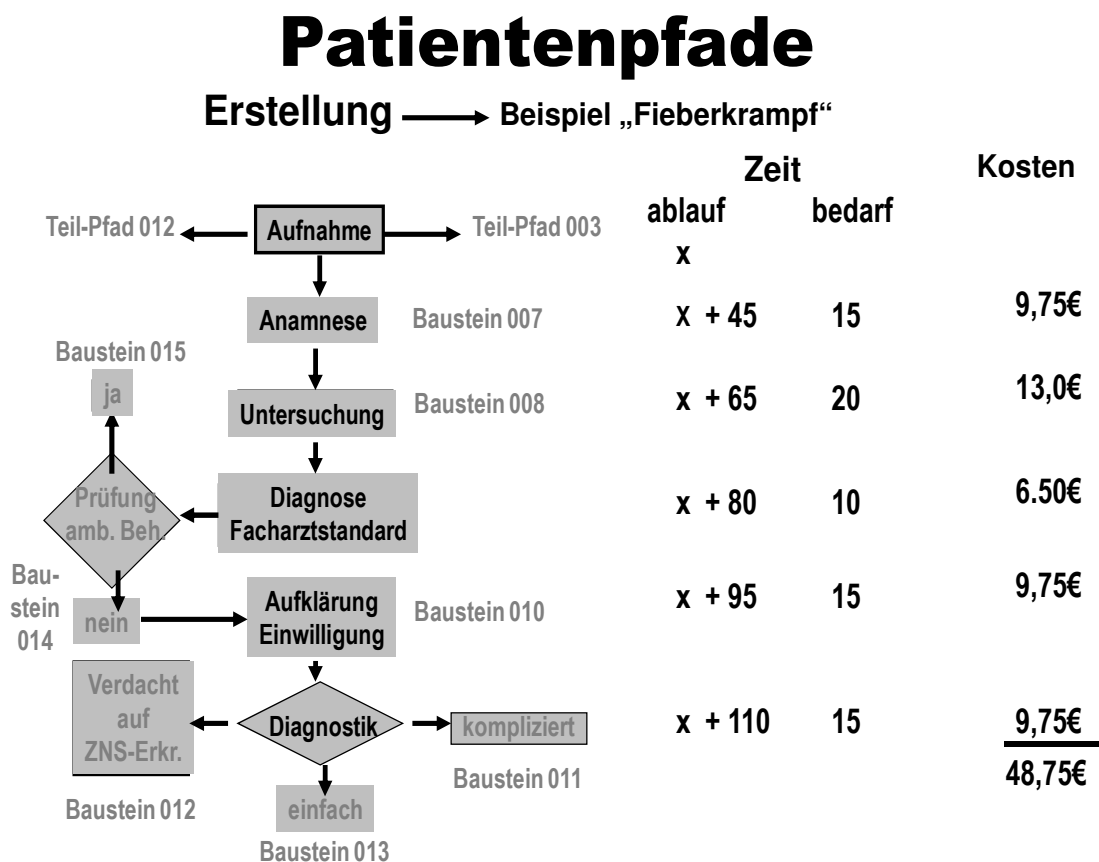 Patientenpfade
Erstellung Beispiel „Fieberkrampf“
Zeit Kosten
ablauf bedarf
Teil-Pfad 012 Aufnahme Teil-Pfad 003
x
Anamnese Baustein 007 x + 45 15 9,75€
Baustein 015
ja
Untersuchung Baustein 008 x + 65 20 13,0€
Prüfung
amb. Beh.
Diagnose
Facharztstandard
x + 80 10 6.50€
Bau-
stein
014
nein
Aufklärung
Einwilligung
Baustein 010 x + 95 15 9,75€
Verdacht
auf
ZNS-Erkr.
Baustein 012
Diagnostik
kompliziert
Baustein 011
x + 110 15 9,75€
48,75€
einfach
Baustein 013